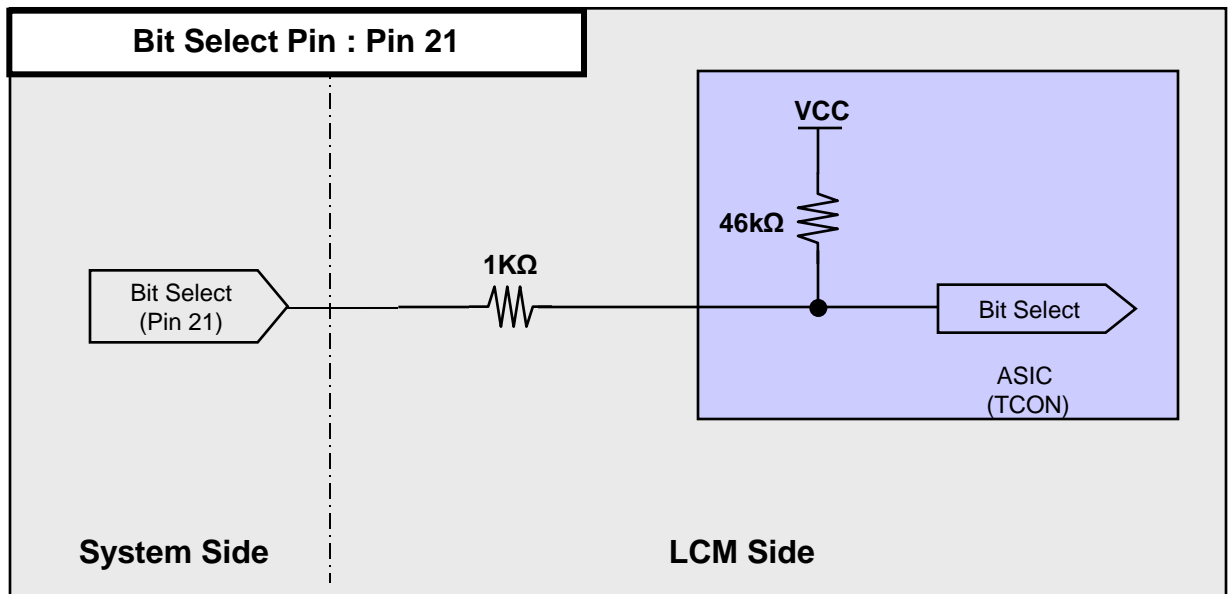 Bit Select Pin : Pin 21
VCC
46kΩ
1KΩ
Bit Select
(Pin 21)
Bit Select
ASIC
(TCON)
System Side
LCM Side